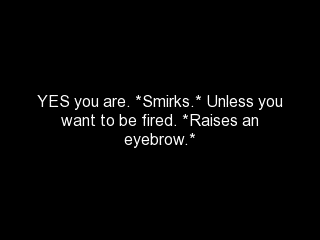 YES you are. *Smirks.* Unless you
want to be fired. *Raises an
eyebrow.*